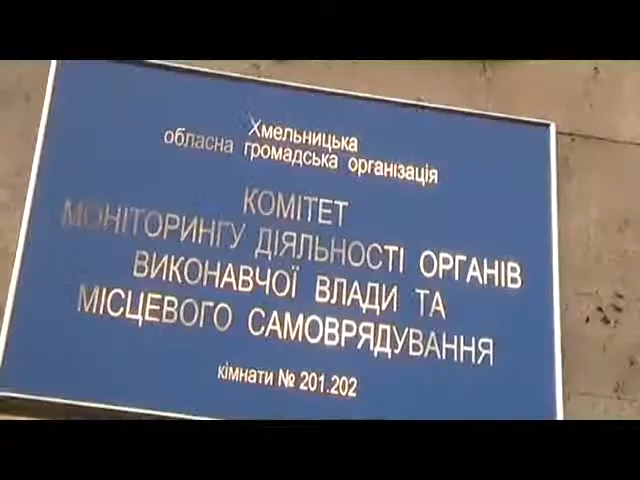 Хмельницька
обласна громадська організація
КОМІТЕТ
МОНІТОРИНГУ ДІЯЛЬНОСТІ ОРГАНІВ
ВИКОНАВЧОЇ ВЛАДИ ТА
МІСЦЕВОГО САМОВРЯДУВАННЯ
кімнати № 201.202